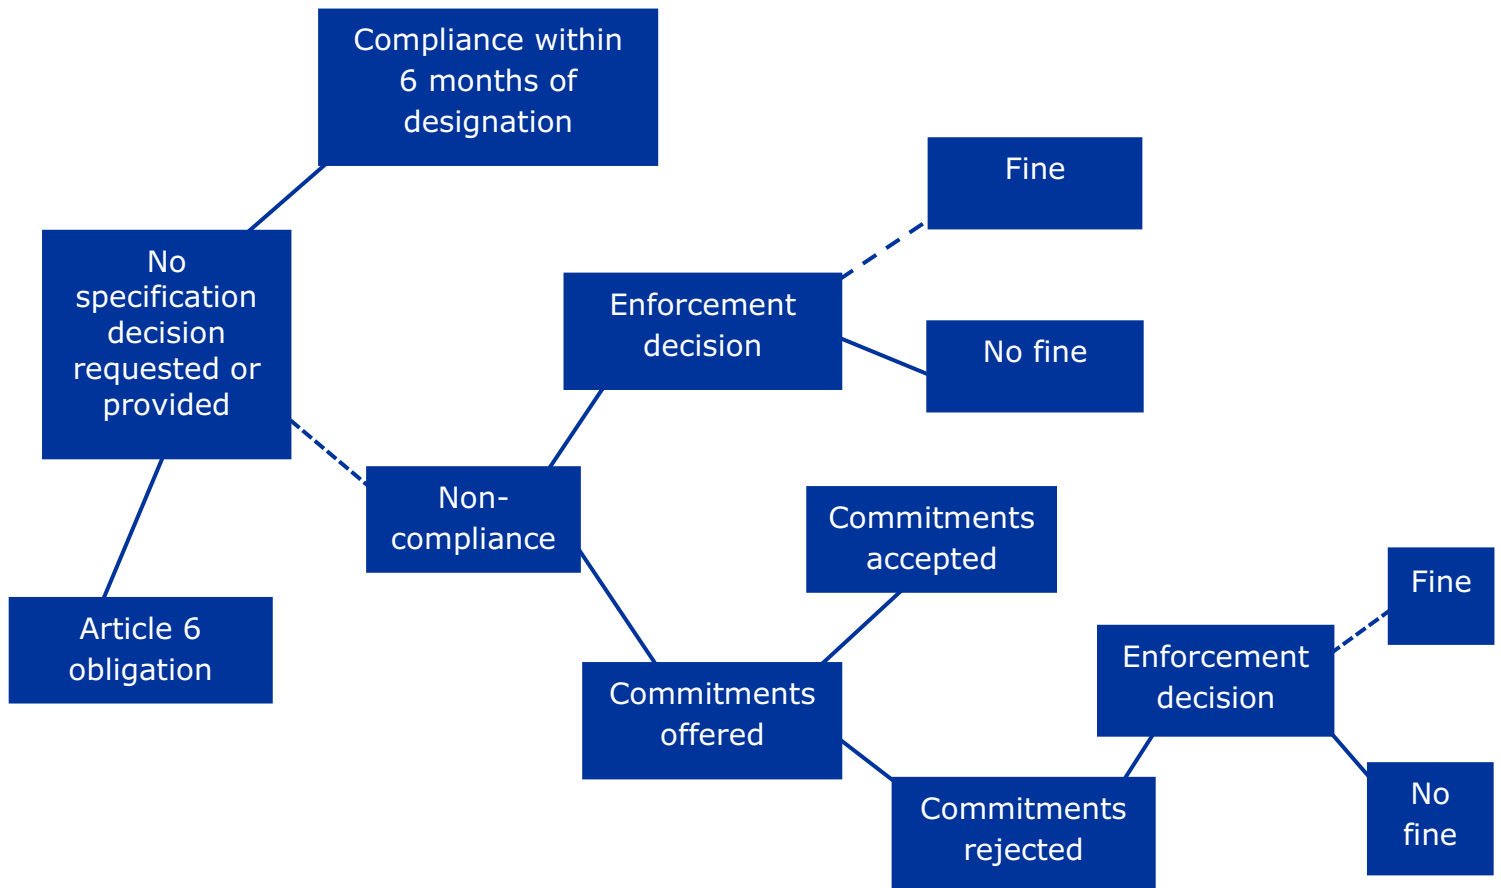 Compliance within
6 months of
designation
Fine
No
specification
decision
requested or
provided
Enforcement
decision
No fine
Non-
compliance
Commitments
accepted
Fine
Article 6
obligation
Enforcement
decision
Commitments
offered
Commitments
rejected
No
fine